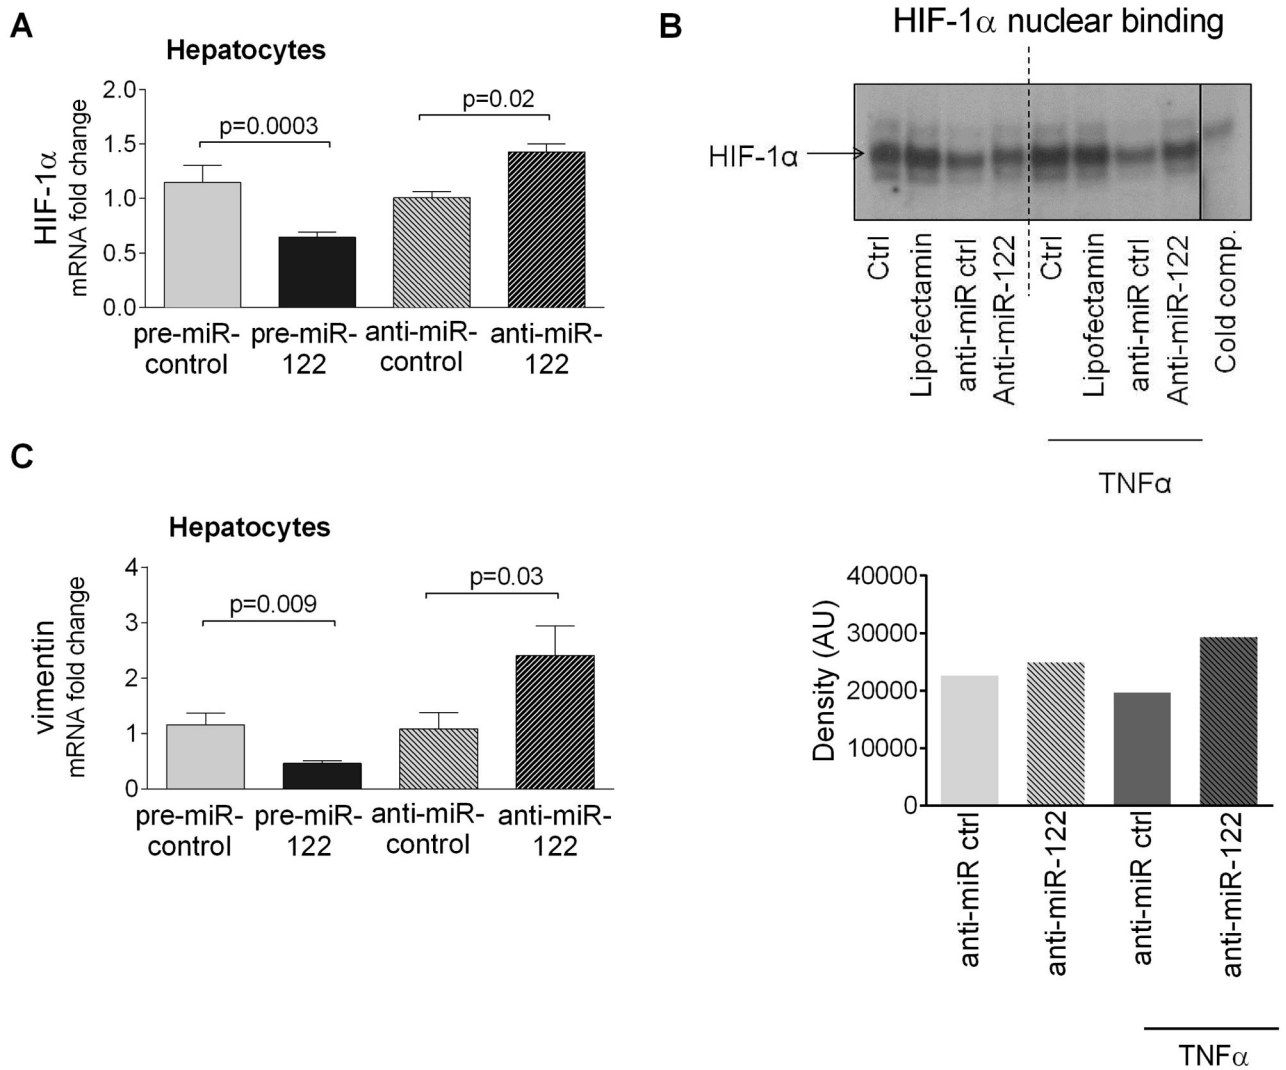 A
Hepatocytes
HIF-1α
mRNA fold change
2.0
1.5
1.0
0.5
0.0
p=0.0003
p=0.02
pre-miR-
control
pre-miR-
122
anti-miR-
control
anti-miR-
122
B
HIF-1α nuclear binding
HIF-1α
Ctrl
Lipofectamin
anti-miR ctrl
Anti-miR-122
Ctrl
Lipofectamin
anti-miR ctrl
Anti-miR-122
Cold comp.
TNFα
Density (AU)
40000
30000
20000
10000
0
anti-miR ctrl
anti-miR-122
anti-miR ctrl
anti-miR-122
TNFα
C
Hepatocytes
vimentin
mRNA fold change
4
3
2
1
0
p=0.009
p=0.03
pre-miR-
control
pre-miR-
122
anti-miR-
control
anti-miR-
122